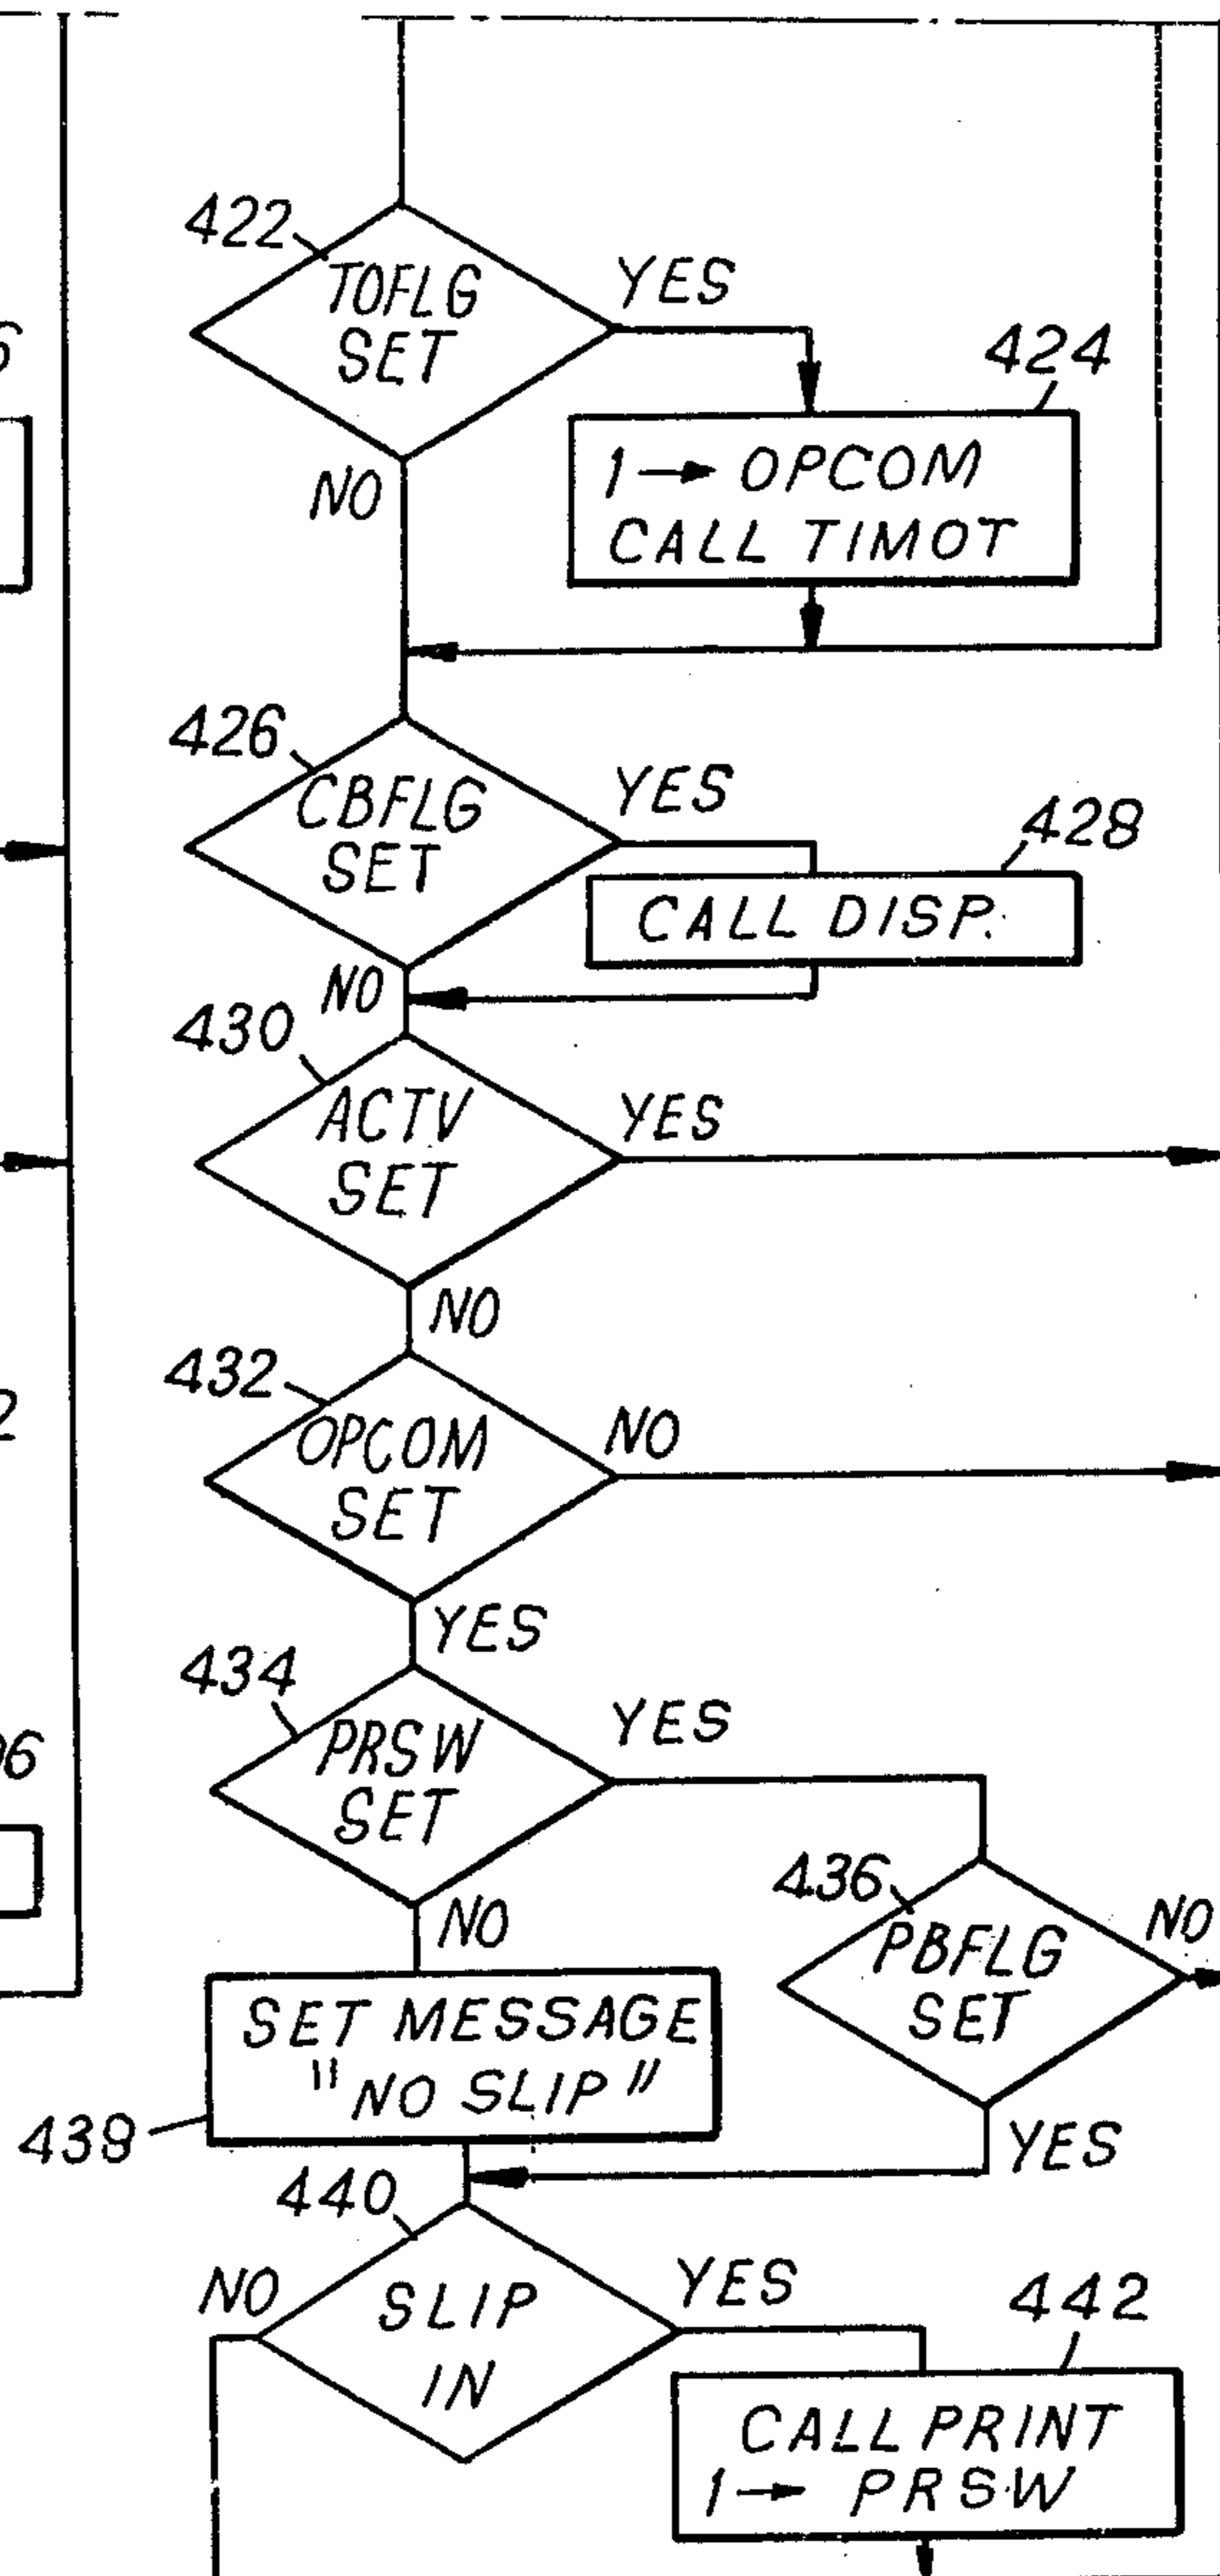 422
TOFLG
SET
YES
424
1 → OPCOM
CALL TIMOT
NO
426
CBFLG
SET
YES
428
CALL DISP.
NO
430
ACTV
SET
YES
NO
432
OPCOM
SET
NO
YES
434
PRSW
SET
YES
436
PBFLG
SET
NO
NO
SET MESSAGE
"NO SLIP"
439
YES
440
SLIP
IN
NO
YES
442
CALL PRINT
1 → PRSW